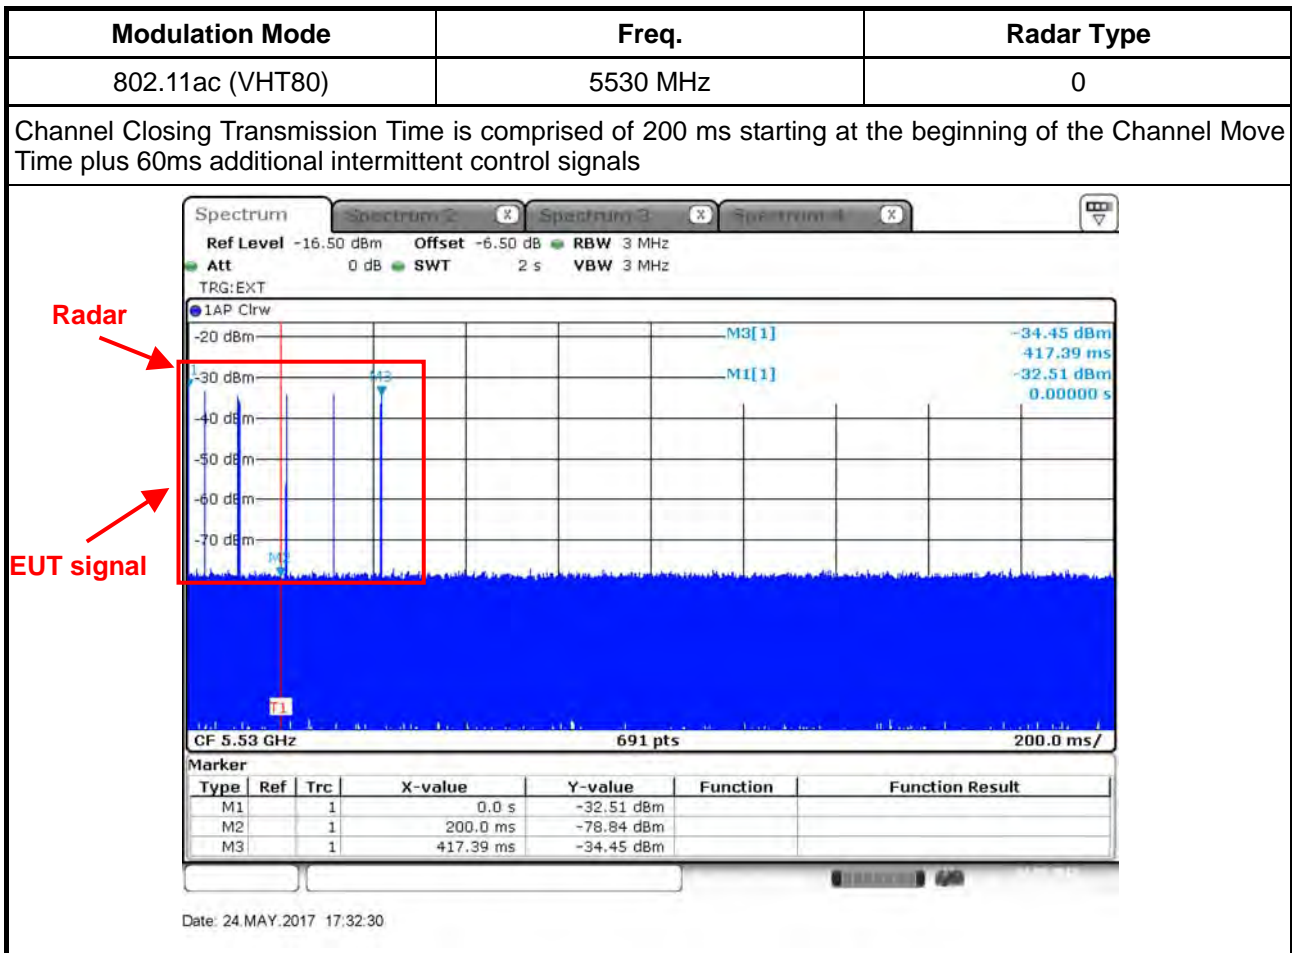 Modulation Mode Freq. Radar Type
802.11ac (VHT80) 5530 MHz 0
Channel Closing Transmission Time is comprised of 200 ms starting at the beginning of the Channel Move
Time plus 60ms additional intermittent control signals
Spectrum Spectrum 2 X Spectrum 3 X Spectrum 4 X
Ref Level -16.50 dBm Offset -6.50 dB RBW 3 MHz
Att 0 dB SWT 2 s VBW 3 MHz
TRG:EXT
1AP Clrw
Radar
-20 dBm M3[1] -34.45 dBm
417.39 ms
-30 dBm M3 M1[1] -32.51 dBm
0.00000 s
-40 dBm
-50 dBm
-60 dBm
-70 dBm
EUT signal
M2
T1
CF 5.53 GHz 691 pts 200.0 ms/
Marker
Type Ref Trc X-value Y-value Function Function Result
M1 1 0.0 s -32.51 dBm
M2 1 200.0 ms -78.84 dBm
M3 1 417.39 ms -34.45 dBm
Date: 24.MAY.2017 17:32:30